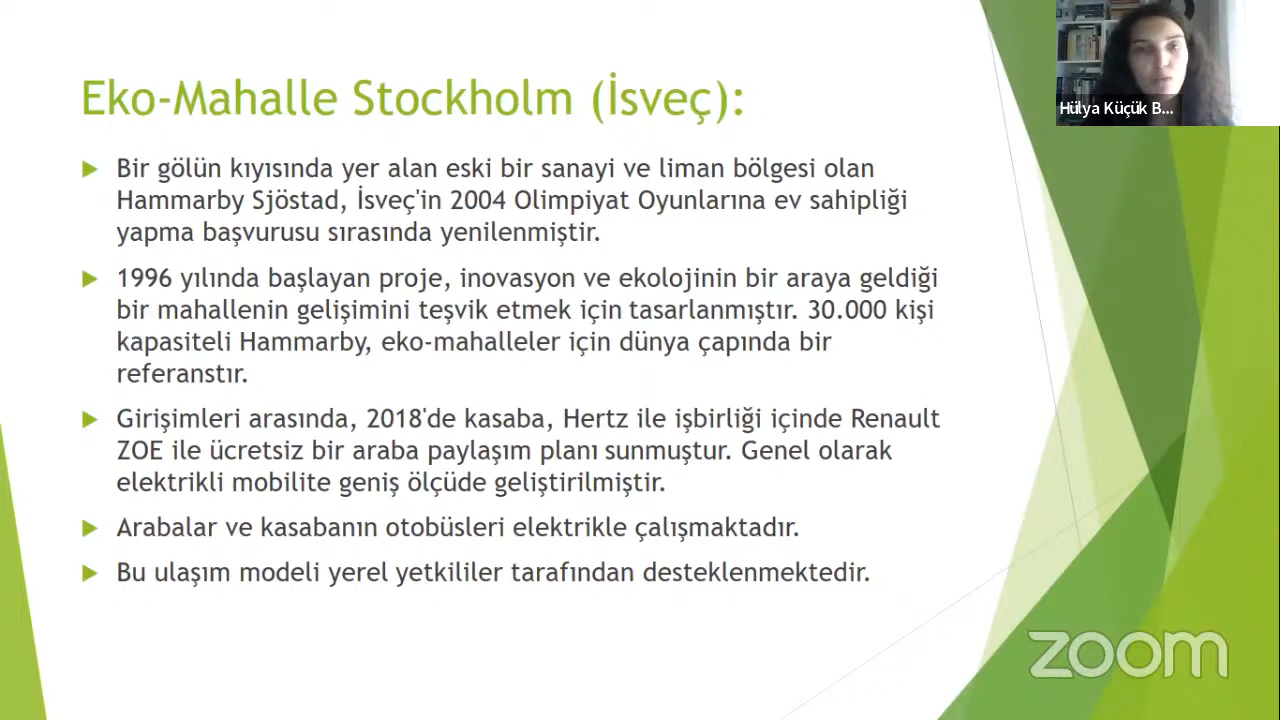 Eko-Mahalle Stockholm (İsveç):
Bir gölün kıyısında yer alan eski bir sanayi ve liman bölgesi olan
Hammarby Sjöstad, İsveç'in 2004 Olimpiyat Oyunlarına ev sahipliği
yapma başvurusu sırasında yenilenmiştir.
1996 yılında başlayan proje, inovasyon ve ekolojinin bir araya geldiği
bir mahallenin gelişimini teşvik etmek için tasarlanmıştır. 30.000 kişi
kapasiteli Hammarby, eko-mahalleler için dünya çapında bir
referanstır.
Girişimleri arasında, 2018'de kasaba, Hertz ile işbirliği içinde Renault
ZOE ile ücretsiz bir araba paylaşım planı sunmuştur. Genel olarak
elektrikli mobilite geniş ölçüde geliştirilmiştir.
Arabalar ve kasabanın otobüsleri elektrikle çalışmaktadır.
Bu ulaşım modeli yerel yetkililer tarafından desteklenmektedir.
Hülya Küçük B...
zoom